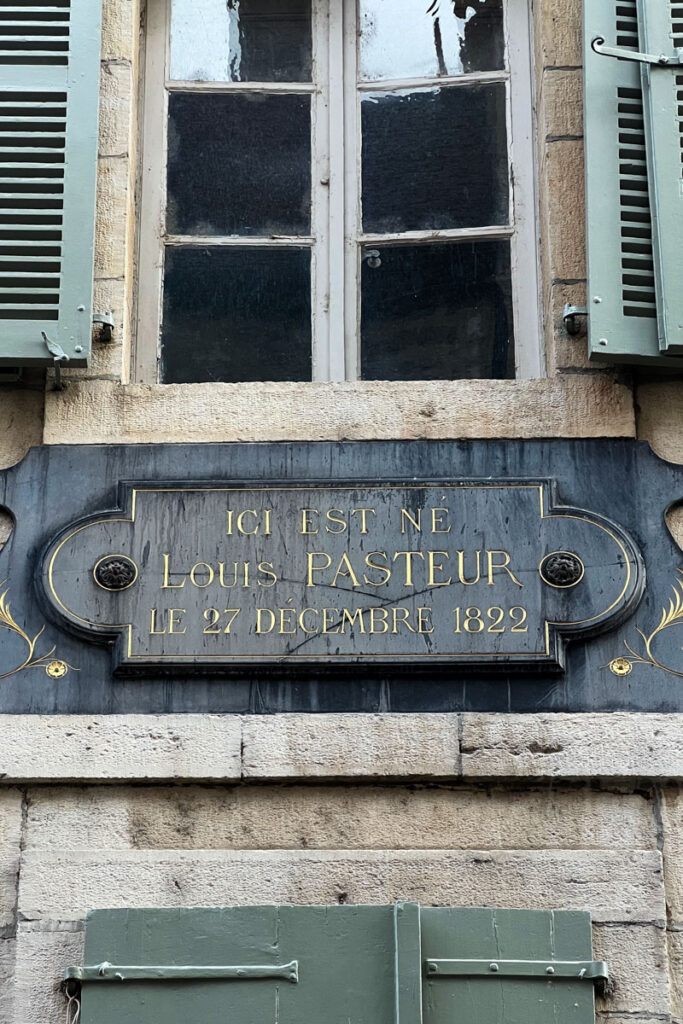 ICI EST NÉ
LOUIS PASTEUR
LE 27 DÉCEMBRE 1822